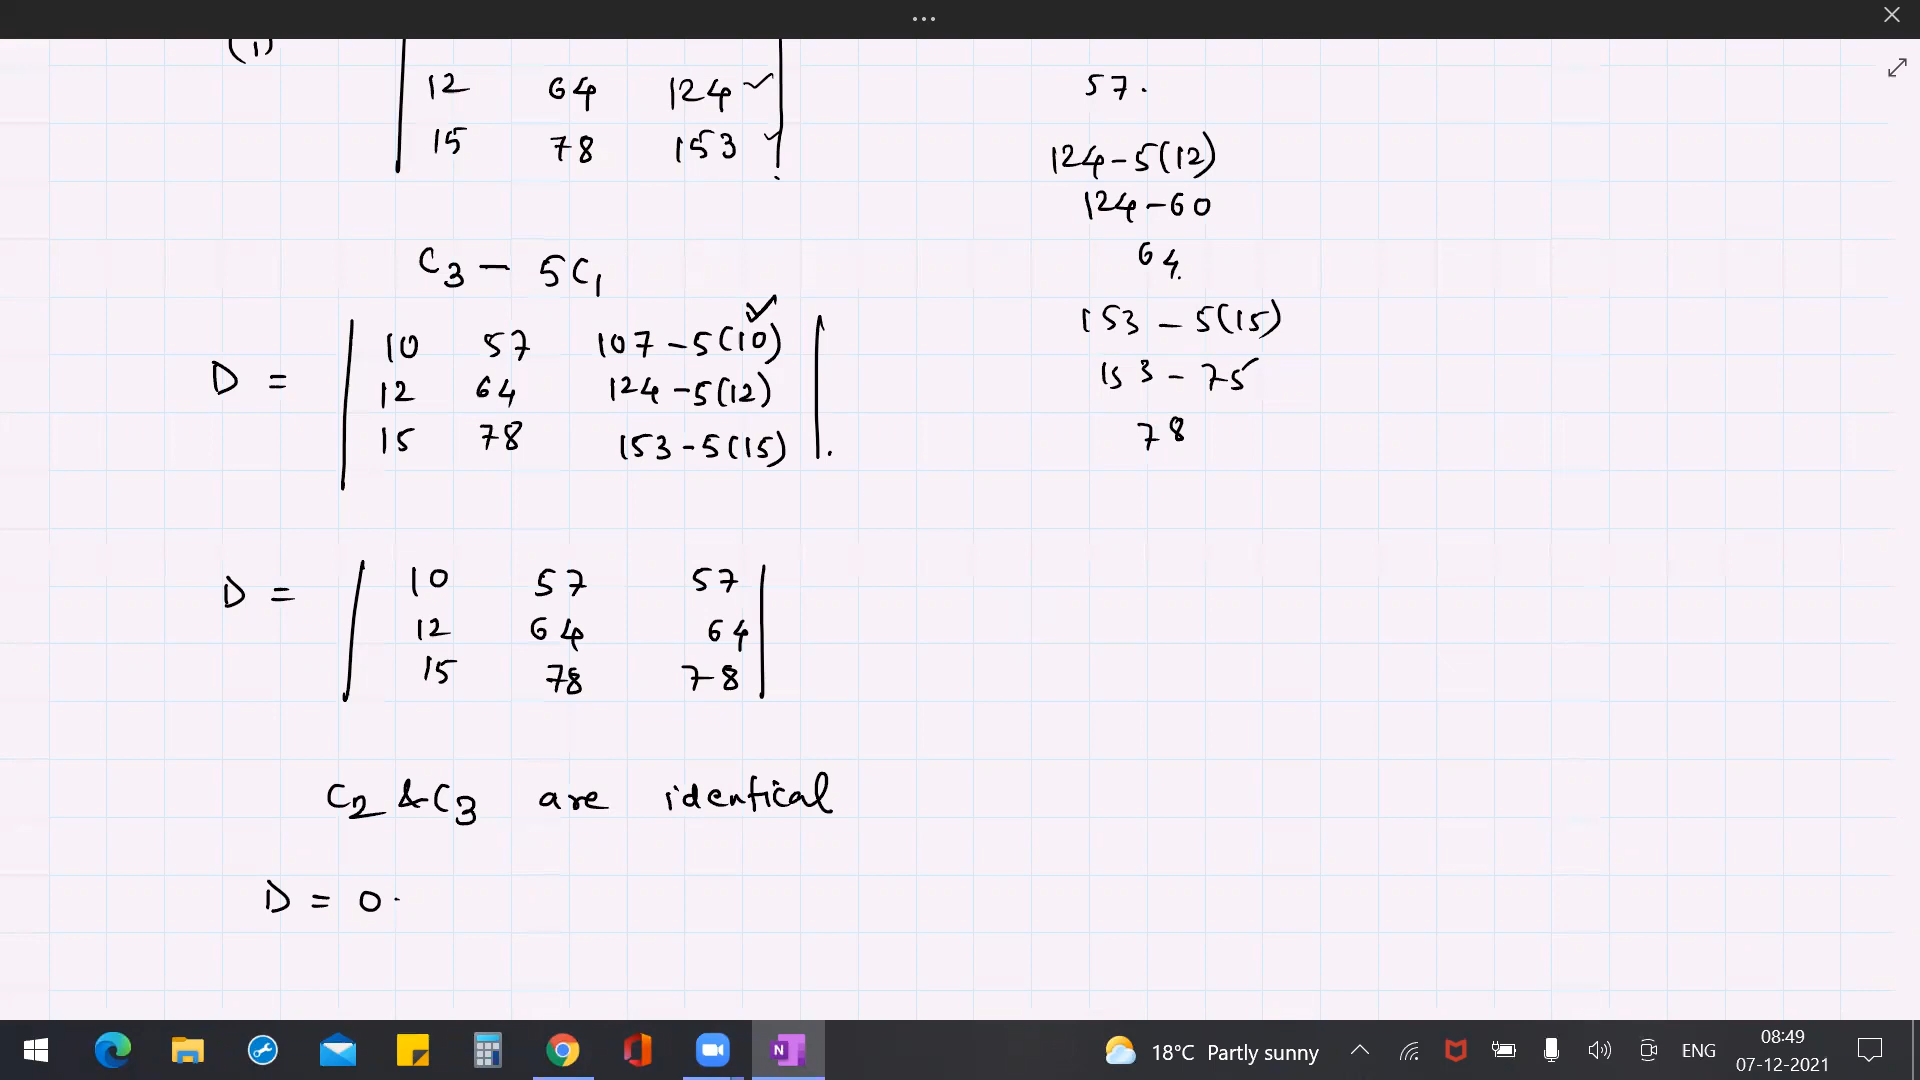 (1)
12 64 124 ✓
15 78 153 ✓
C3 - 5C1
D = | 10 57 107-5(10) |
12 64 124-5(12)
15 78 153-5(15) .
D = | 10 57 57 |
12 64 64
15 78 78
C2 & C3 are identical
D = 0.
57.
124-5(12)
124-60
64.
153-5(15)
153-75
78
18°C Partly sunny
ENG
08:49
07-12-2021